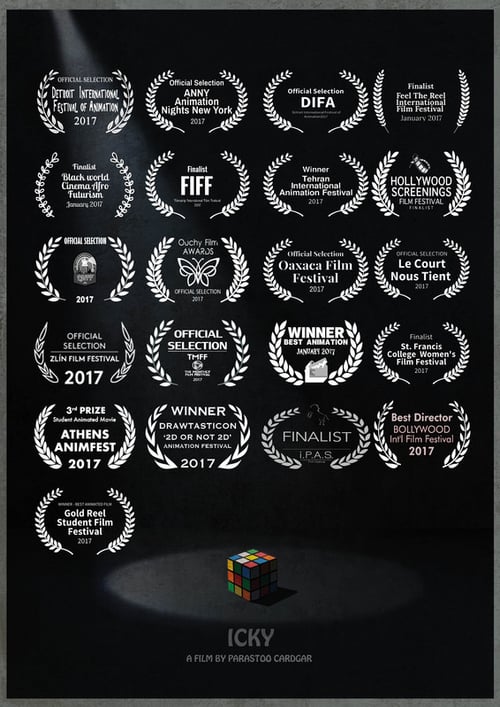 OFFICIAL SELECTION
DETROIT INTERNATIONAL
FESTIVAL OF ANIMATION
2017
Official Selection
ANNY
Animation
Nights New York
2017
Official Selection
DIFA
Finalist
Feel The Reel
International
Film Festival
January 2017
Finalist
Black world
Cinema Afro
Futurism
January 2017
Finalist
FIFF
Winner
Tehran
International
Animation Festival
2017
HOLLYWOOD
SCREENINGS
FILM FESTIVAL
FINALIST
OFFICIAL SELECTION
2017
Ouchy Film
AWARDS
OFFICIAL SELECTION
2017
Official Selection
Oaxaca Film
Festival
2017
OFFICIAL SELECTION
Le Court
Nous Tient
2017
OFFICIAL
SELECTION
ZLÍN FILM FESTIVAL
2017
OFFICIAL
SELECTION
TMFF
THE MONTHLY
FILM FESTIVAL
2017
WINNER
BEST ANIMATION
JANUARY 2017
Finalist
St. Francis
College Women's
Film Festival
2017
3rd PRIZE
Student Animated Movie
ATHENS
ANIMFEST
2017
WINNER
DRAWTASTICON
'2D OR NOT 2D'
ANIMATION FESTIVAL
2017
FINALIST
I.P.A.S.
Best Director
BOLLYWOOD
Int'l Film Festival
2017
WINNER - BEST ANIMATED FILM
Gold Reel
Student Film
Festival
2017
ICKY
A FILM BY PARASTOO CARDGAR